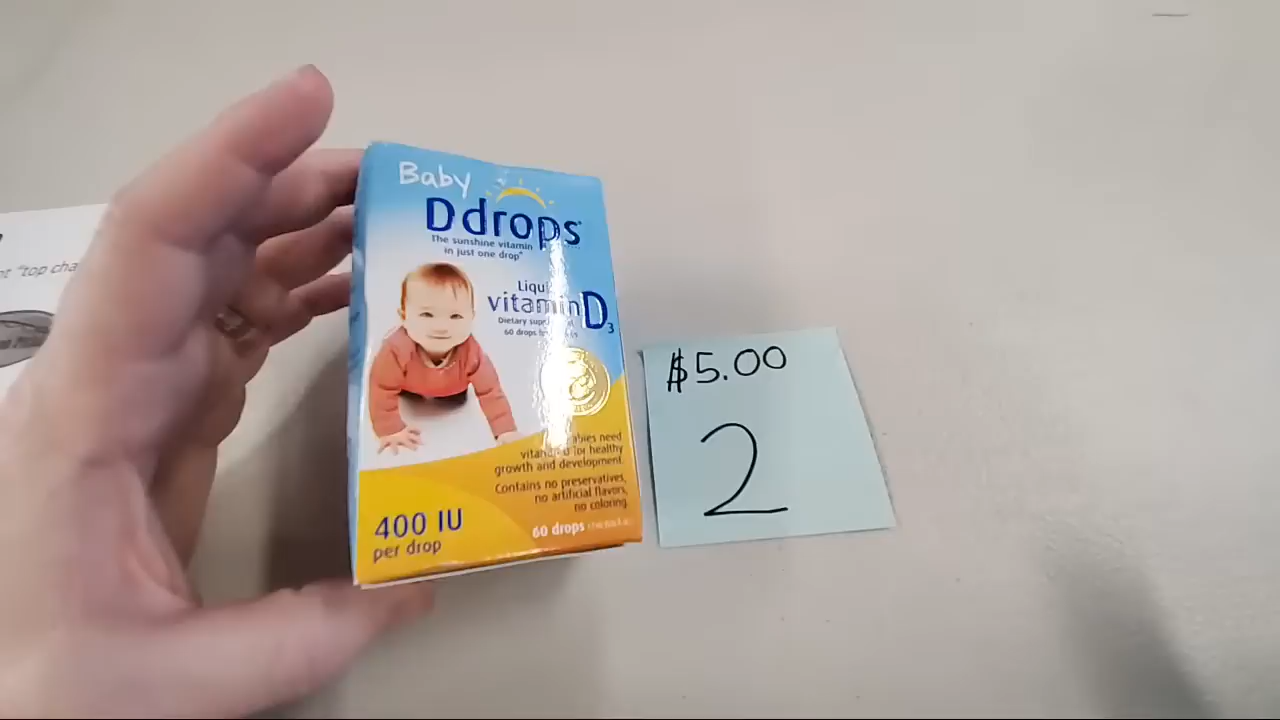 nt "top cha
Baby
Ddrops
The sunshine vitamin
in just one drop
vitamin D3
Dietary
60 drops
babies need
vitamin D for healthy
growth and development.
Contains no preservatives,
no artificial flavors,
no coloring.
400 IU
per drop
60 drops
$5.00
2